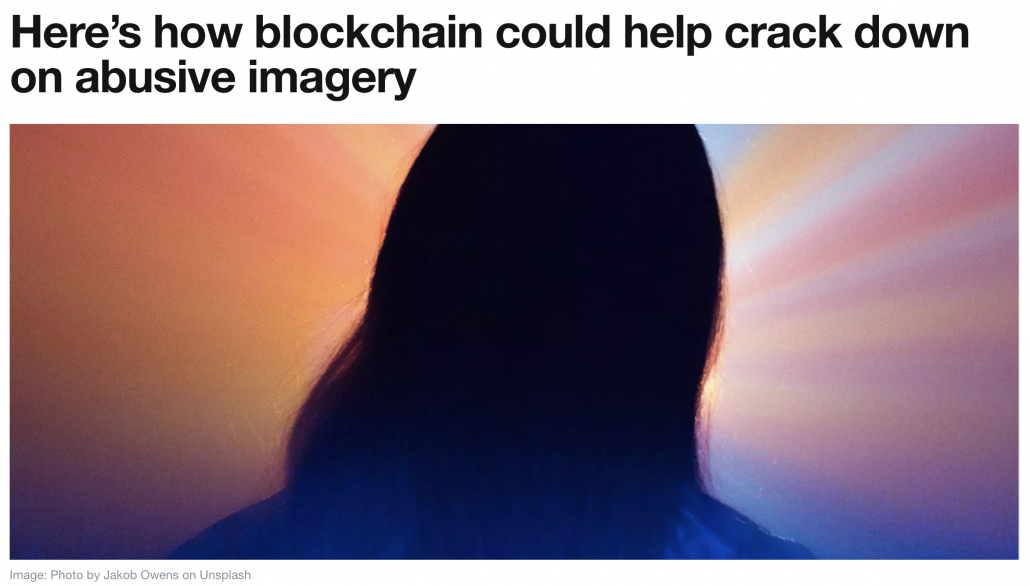 Here’s how blockchain could help crack down
on abusive imagery
Image: Photo by Jakob Owens on Unsplash